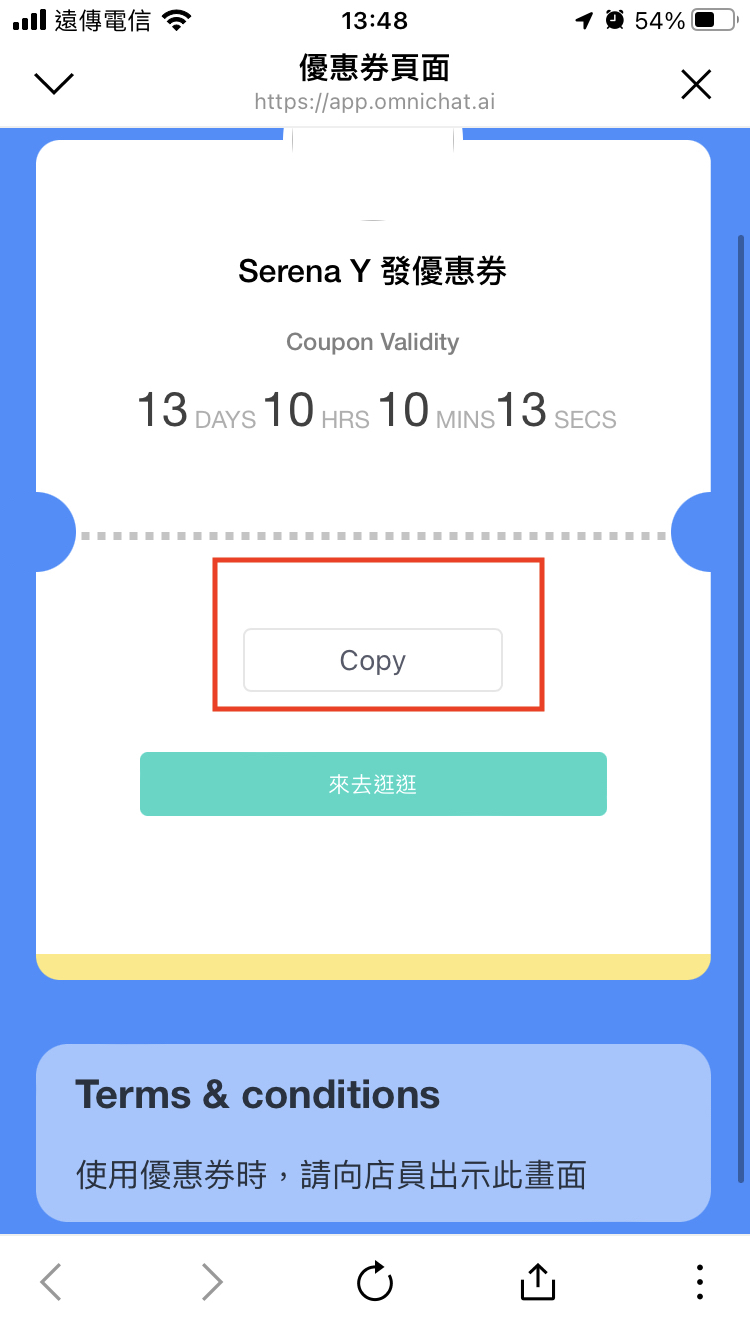 遠傳電信 13:48 54%
優惠券頁面
https://app.omnichat.ai
Serena Y 發優惠券
Coupon Validity
13 DAYS 10 HRS 10 MINS 13 SECS
Copy
來去逛逛
Terms & conditions
使用優惠券時，請向店員出示此畫面